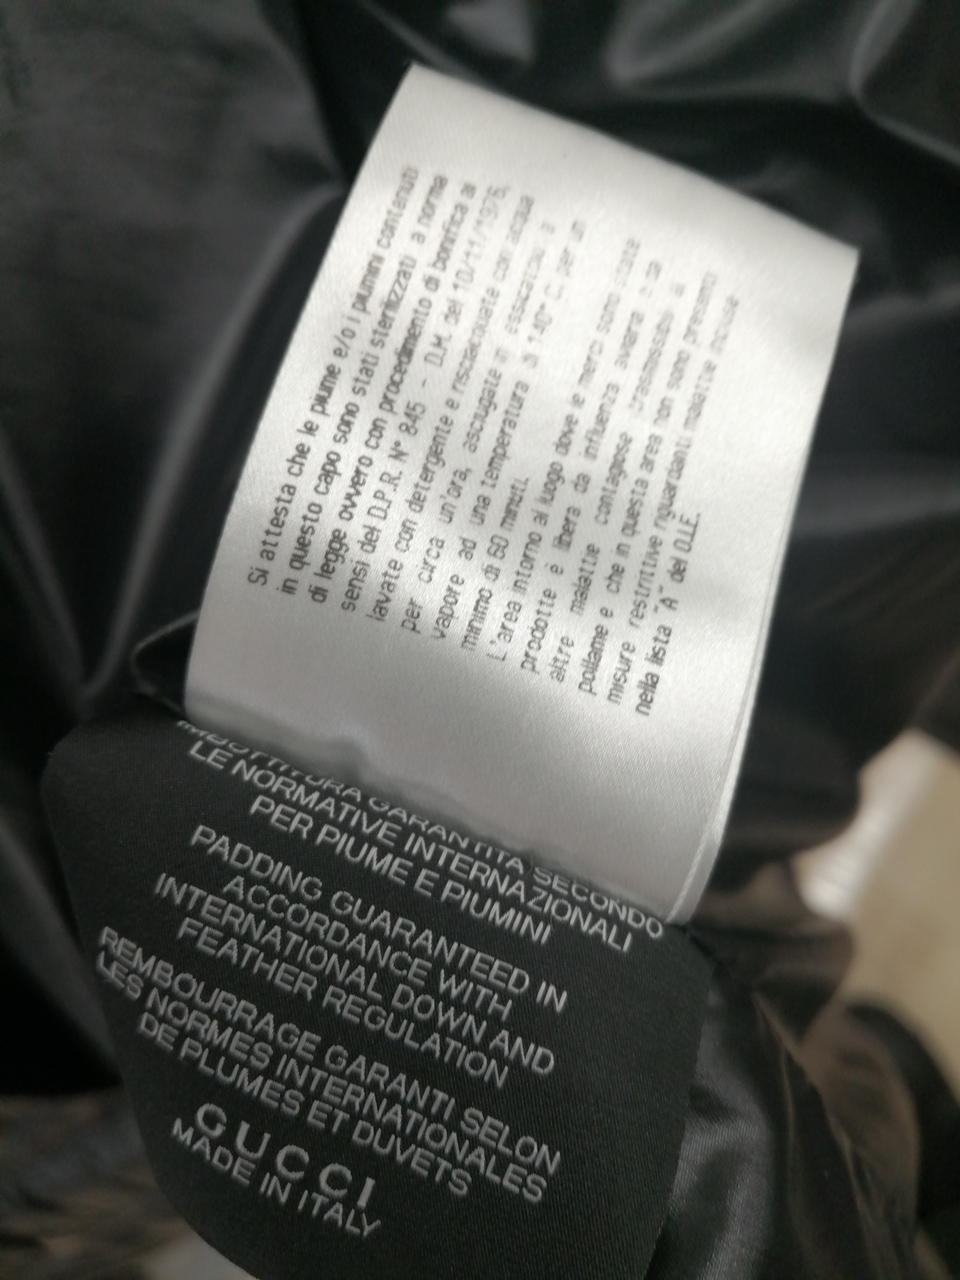 Si attesta che le piume e/o i piumini contenuti
in questo capo sono stati sterilizzati a norma
di legge ovvero con procedimento di bonifica ai
sensi del D.P.R. N° 845 - D.M. del 10/11/1976,
lavate con detergente e risciacquate con acqua
per circa un'ora, asciugate in essiccatoi a
vapore ad una temperatura di 140° C. per un
minimo di 60 minuti.
L'area intorno al luogo dove le merci sono
prodotte è libera da influenza aviaria e da
altre malattie contagiose trasmissibili ai
pollame e che in questa area non sono presenti
misure restrittive riguardanti malattie incluse
nella lista "A" del O.I.E.
IMBOTTITURA GARANTITA SECONDO
LE NORMATIVE INTERNAZIONALI
PER PIUME E PIUMINI
PADDING GUARANTEED IN
ACCORDANCE WITH
INTERNATIONAL DOWN AND
FEATHER REGULATION
REMBOURRAGE GARANTI SELON
LES NORMES INTERNATIONALES
DE PLUMES ET DUVETS
GUCCI
MADE IN ITALY